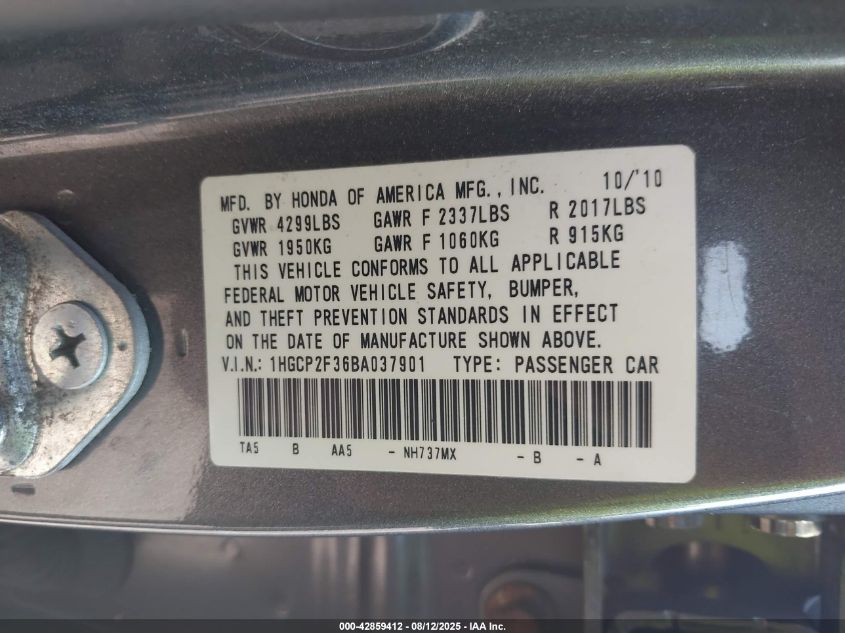 MFD. BY HONDA OF AMERICA MFG., INC. 10/'10
GVWR 4299LBS GAWR F 2337LBS R 2017LBS
GVWR 1950KG GAWR F 1060KG R 915KG
THIS VEHICLE CONFORMS TO ALL APPLICABLE
FEDERAL MOTOR VEHICLE SAFETY, BUMPER,
AND THEFT PREVENTION STANDARDS IN EFFECT
ON THE DATE OF MANUFACTURE SHOWN ABOVE.
V.I.N.: 1HGCP2F36BA037901 TYPE: PASSENGER CAR
TA5 B AA5 - NH737MX - B - A
000-42859412 - 08/12/2025 - IAA Inc.